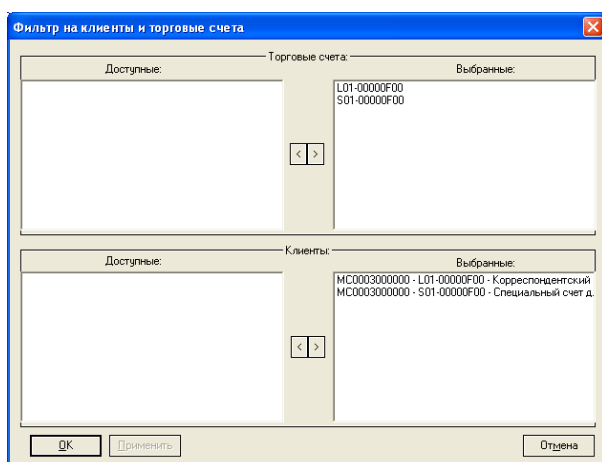 Фильтр на клиенты и торговые счета
Торговые счета:
Доступные:
Выбранные:
L01-00000F00
S01-00000F00
< >
Клиенты:
Доступные:
Выбранные:
MC0003000000 - L01-00000F00 - Корреспондентский
MC0003000000 - S01-00000F00 - Специальный счет д.
< >
OK
Применить
Отмена